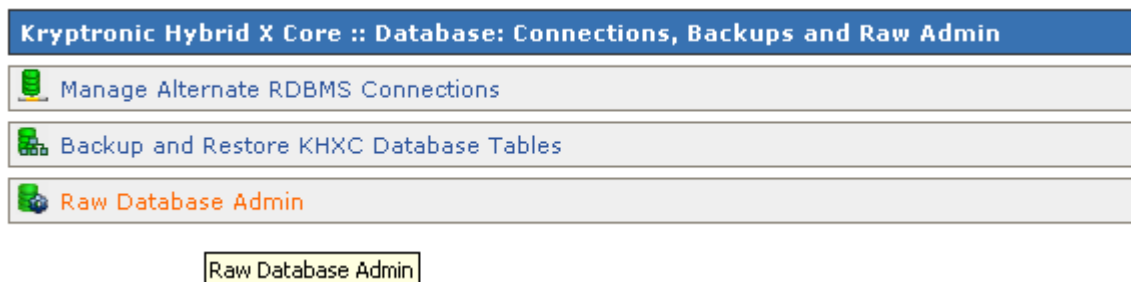 Kryptronic Hybrid X Core :: Database: Connections, Backups and Raw Admin
Manage Alternate RDBMS Connections
Backup and Restore KHXC Database Tables
Raw Database Admin
Raw Database Admin